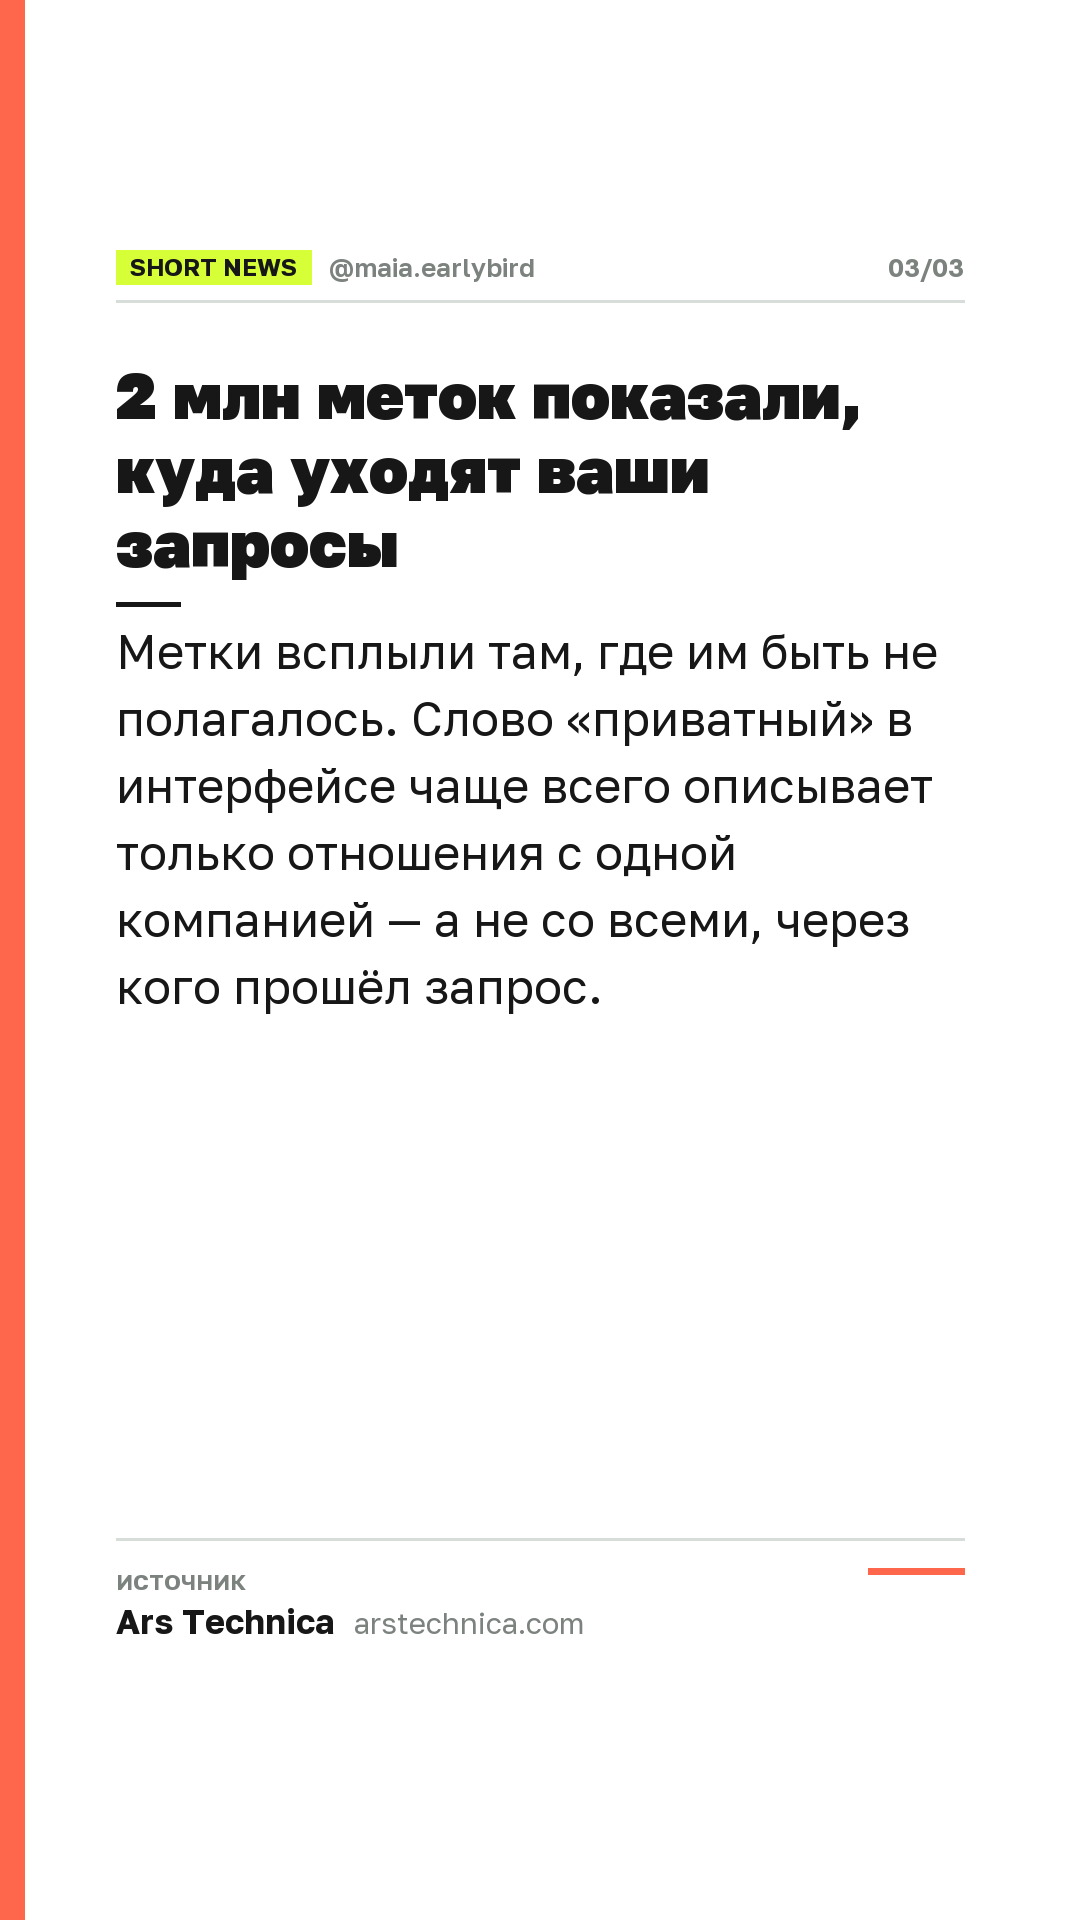 SHORT NEWS @maia.earlybird 03/03
2 млн меток показали,
куда уходят ваши
запросы
Метки всплыли там, где им быть не
полагалось. Слово «приватный» в
интерфейсе чаще всего описывает
только отношения с одной
компанией — а не со всеми, через
кого прошёл запрос.
источник
Ars Technica arstechnica.com